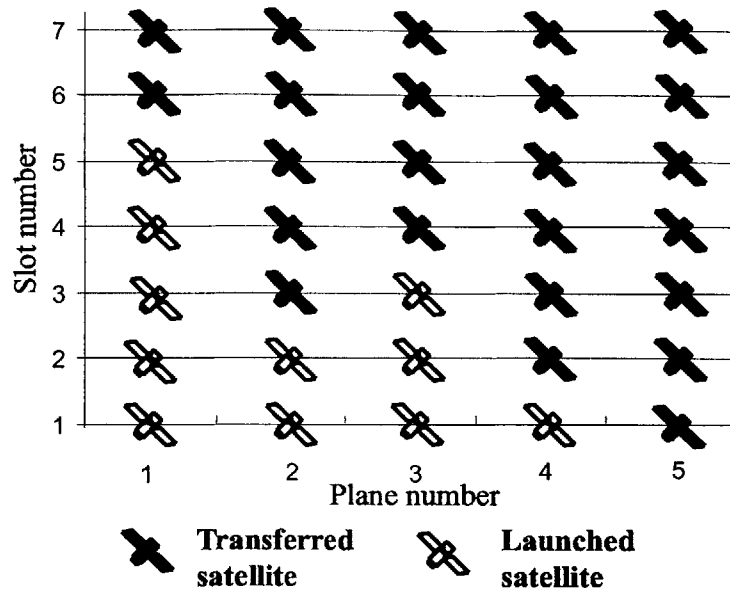 7
6
5
4
3
2
1
Slot number
1 2 3 4 5
Plane number
Transferred
satellite
Launched
satellite